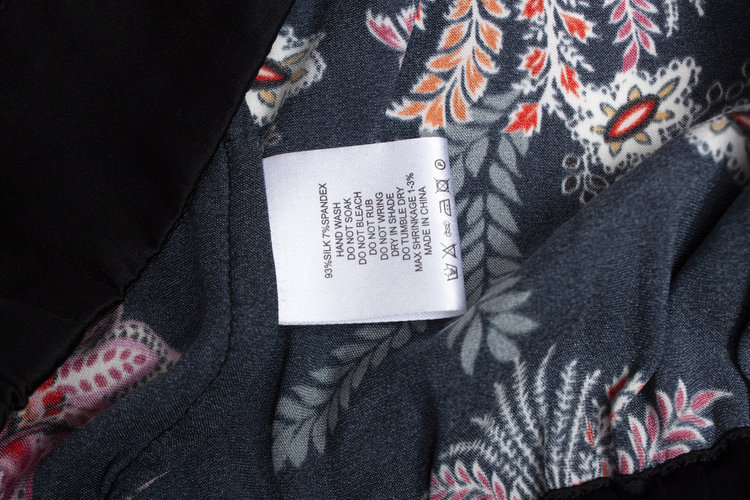 93%SILK 7%SPANDEX
HAND WASH
DO NOT SOAK
DO NOT BLEACH
DO NOT RUB
DO NOT WRING
DRY IN SHADE
DO TUMBLE DRY
MAX SHRINKAGE 1-3%
MADE IN CHINA